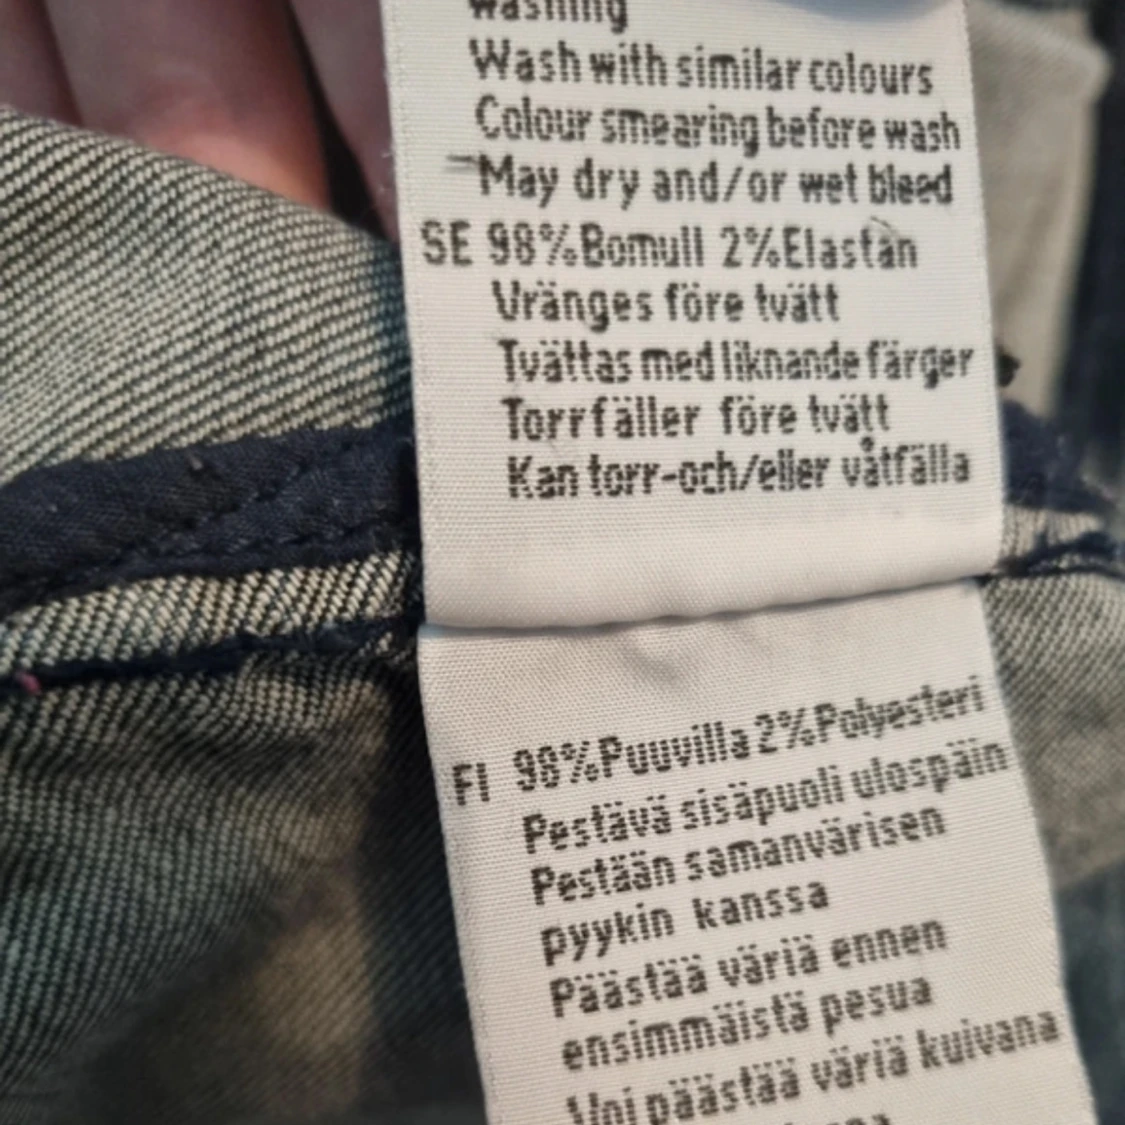 washing
Wash with similar colours
Colour smearing before wash
May dry and/or wet bleed
SE 98%Bomull 2%Elastan
Vränges före tvätt
Tvättas med liknande färger
Torrfäller före tvätt
Kan torr-och/eller våtfälla
FI 98%Puuvilla 2%Polyesteri
Pestävä sisäpuoli ulospäin
Pestään samanvärisen
pyykin kanssa
Päästää väriä ennen
ensimmäistä pesua
Voi päästää väriä kuivana